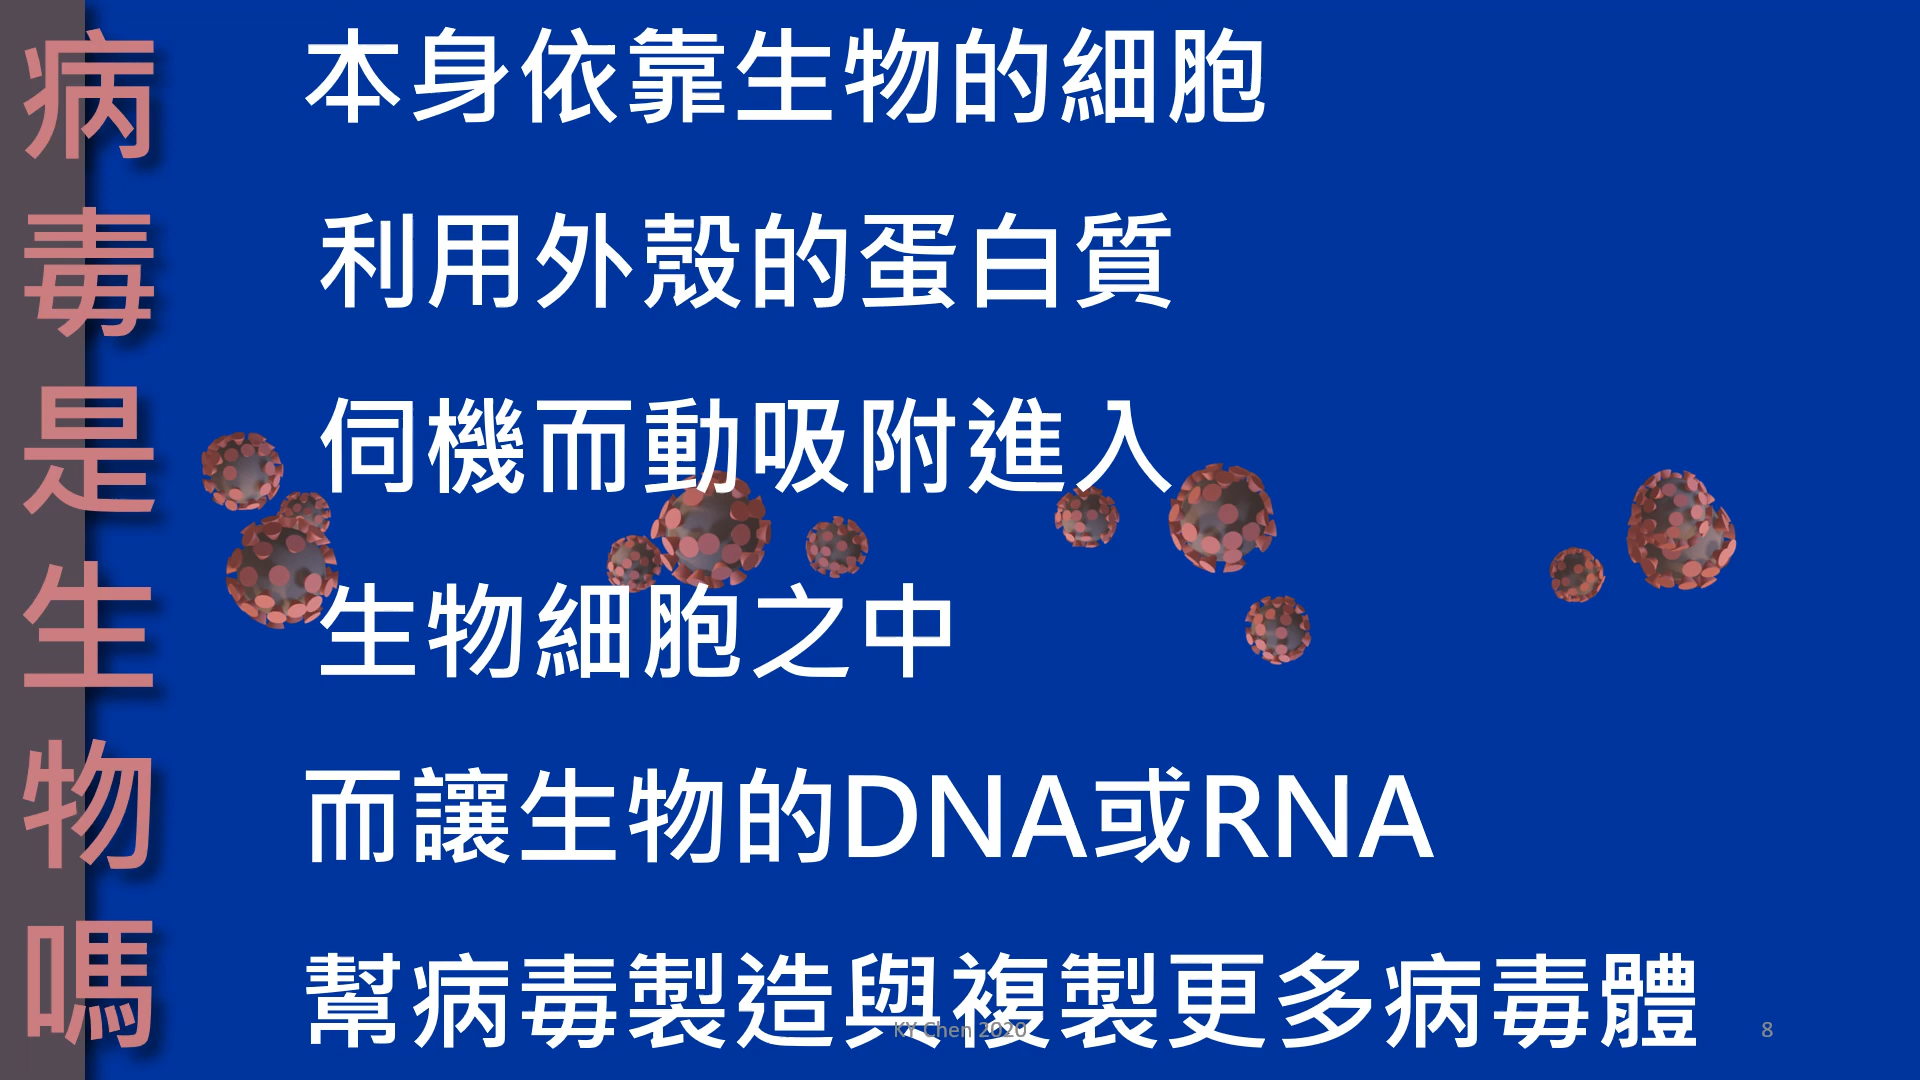 病毒是生物嗎
本身依靠生物的細胞
利用外殼的蛋白質
伺機而動吸附進入
生物細胞之中
而讓生物的DNA或RNA
幫病毒製造與複製更多病毒體
KY Chen 2020
8